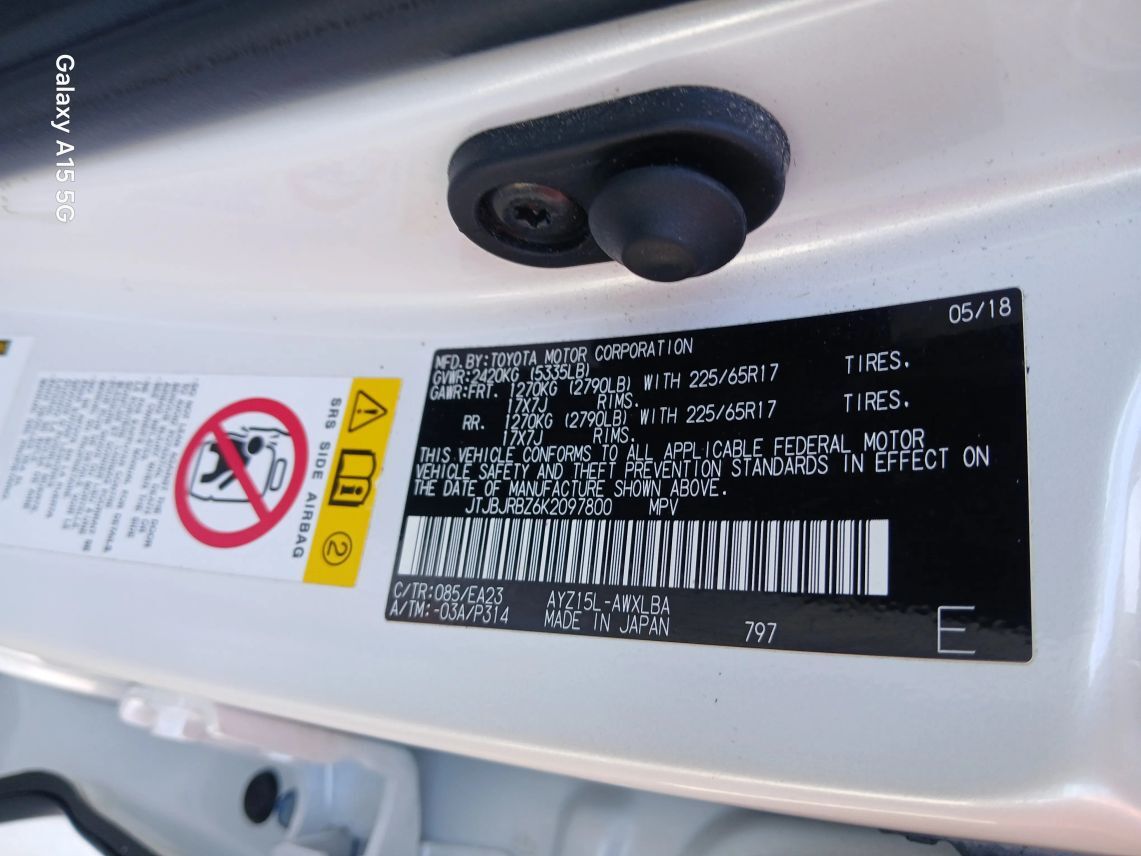 Galaxy A15 5G
05/18
MFD.BY:TOYOTA MOTOR CORPORATION
GVWR:2420KG (5335LB)
GAWR:FRT. 1270KG (2790LB) WITH 225/65R17 TIRES,
17X7J RIMS.
RR. 1270KG (2790LB) WITH 225/65R17 TIRES,
17X7J RIMS.
THIS VEHICLE CONFORMS TO ALL APPLICABLE FEDERAL MOTOR
VEHICLE SAFETY AND THEFT PREVENTION STANDARDS IN EFFECT ON
THE DATE OF MANUFACTURE SHOWN ABOVE.
JTJBJRBZ6K2097800 MPV
C/TR:085/EA23 AYZ15L-AWXLBA
A/TM:-03A/P314 MADE IN JAPAN 797
E
SRS SIDE AIRBAG
2